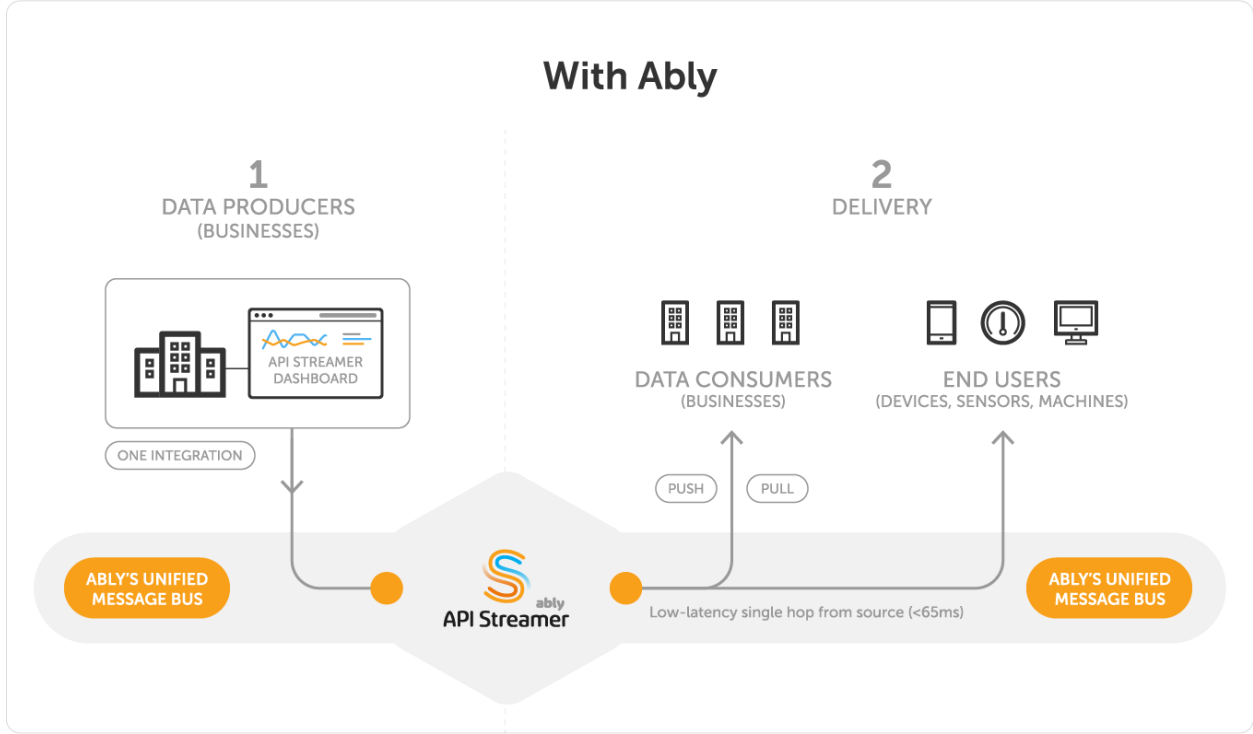 With Ably
1
DATA PRODUCERS
(BUSINESSES)
API STREAMER
DASHBOARD
ONE INTEGRATION
2
DELIVERY
DATA CONSUMERS
(BUSINESSES)
END USERS
(DEVICES, SENSORS, MACHINES)
PUSH
PULL
ABLY'S UNIFIED
MESSAGE BUS
ably
API Streamer
Low-latency single hop from source (<65ms)
ABLY'S UNIFIED
MESSAGE BUS